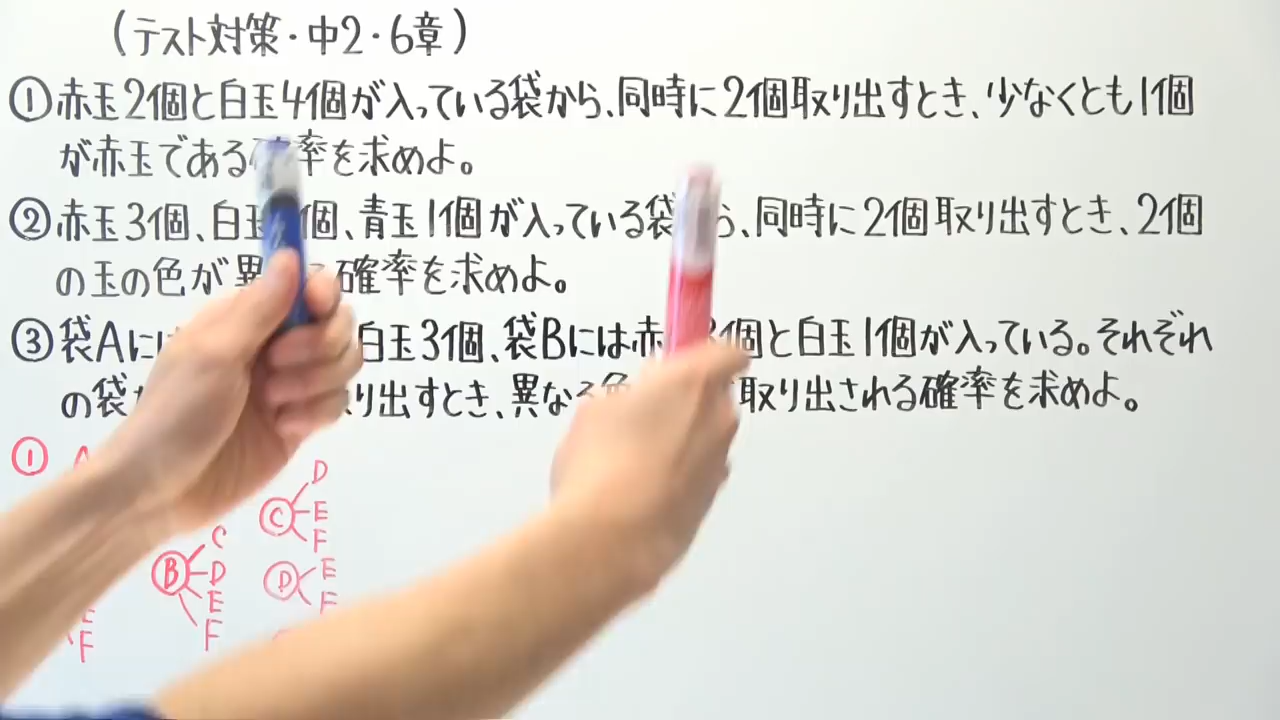 (テスト対策・中2・6章)
①赤玉2個と白玉4個が入っている袋から、同時に2個取り出すとき、少なくとも1個
が赤玉である率を求めよ。
②赤玉3個、白玉個、青玉1個が入っている袋ら、同時に2個取り出すとき、2個
の玉の色が異確率を求めよ。
③袋Aに白玉3個、袋Bには赤個と白玉1個が入っている。それぞれ
の袋り出すとき、異なる色取り出される確率を求めよ。
① A
D
C E
F
C
B D
E
F
D E
F
E
F